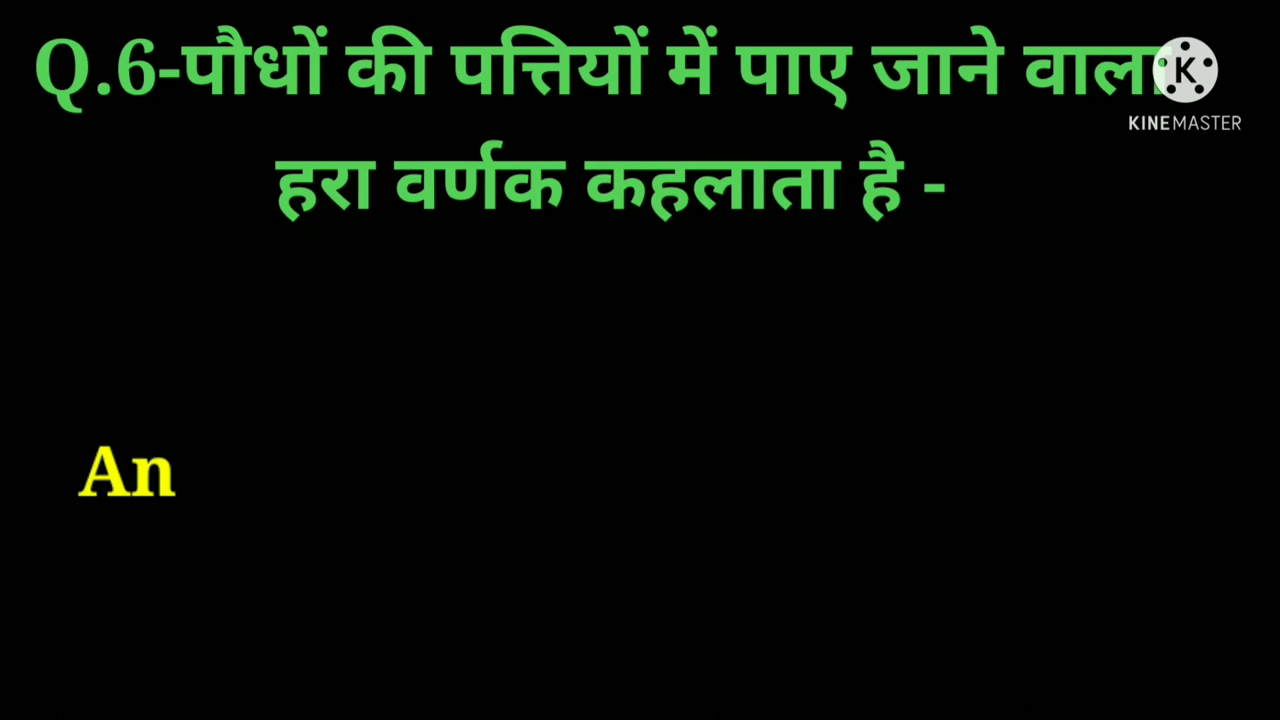 Q.6-पौधों की पत्तियों में पाए जाने वाला
KINEMASTER
हरा वर्णक कहलाता है -
An